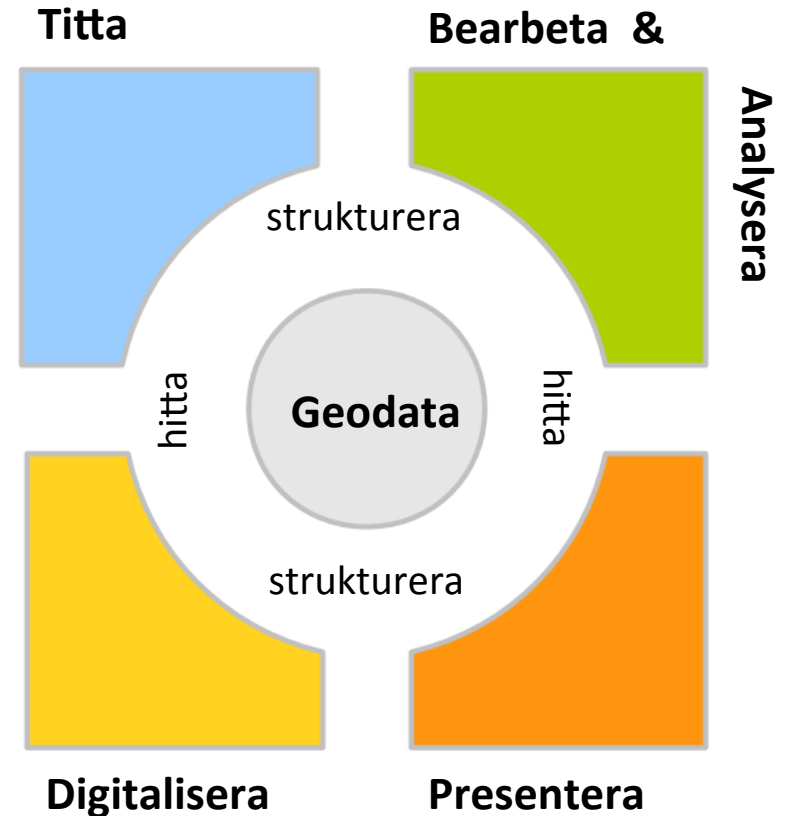 Titta
Bearbeta &
Analysera
strukturera
hitta
Geodata
hitta
strukturera
Digitalisera
Presentera